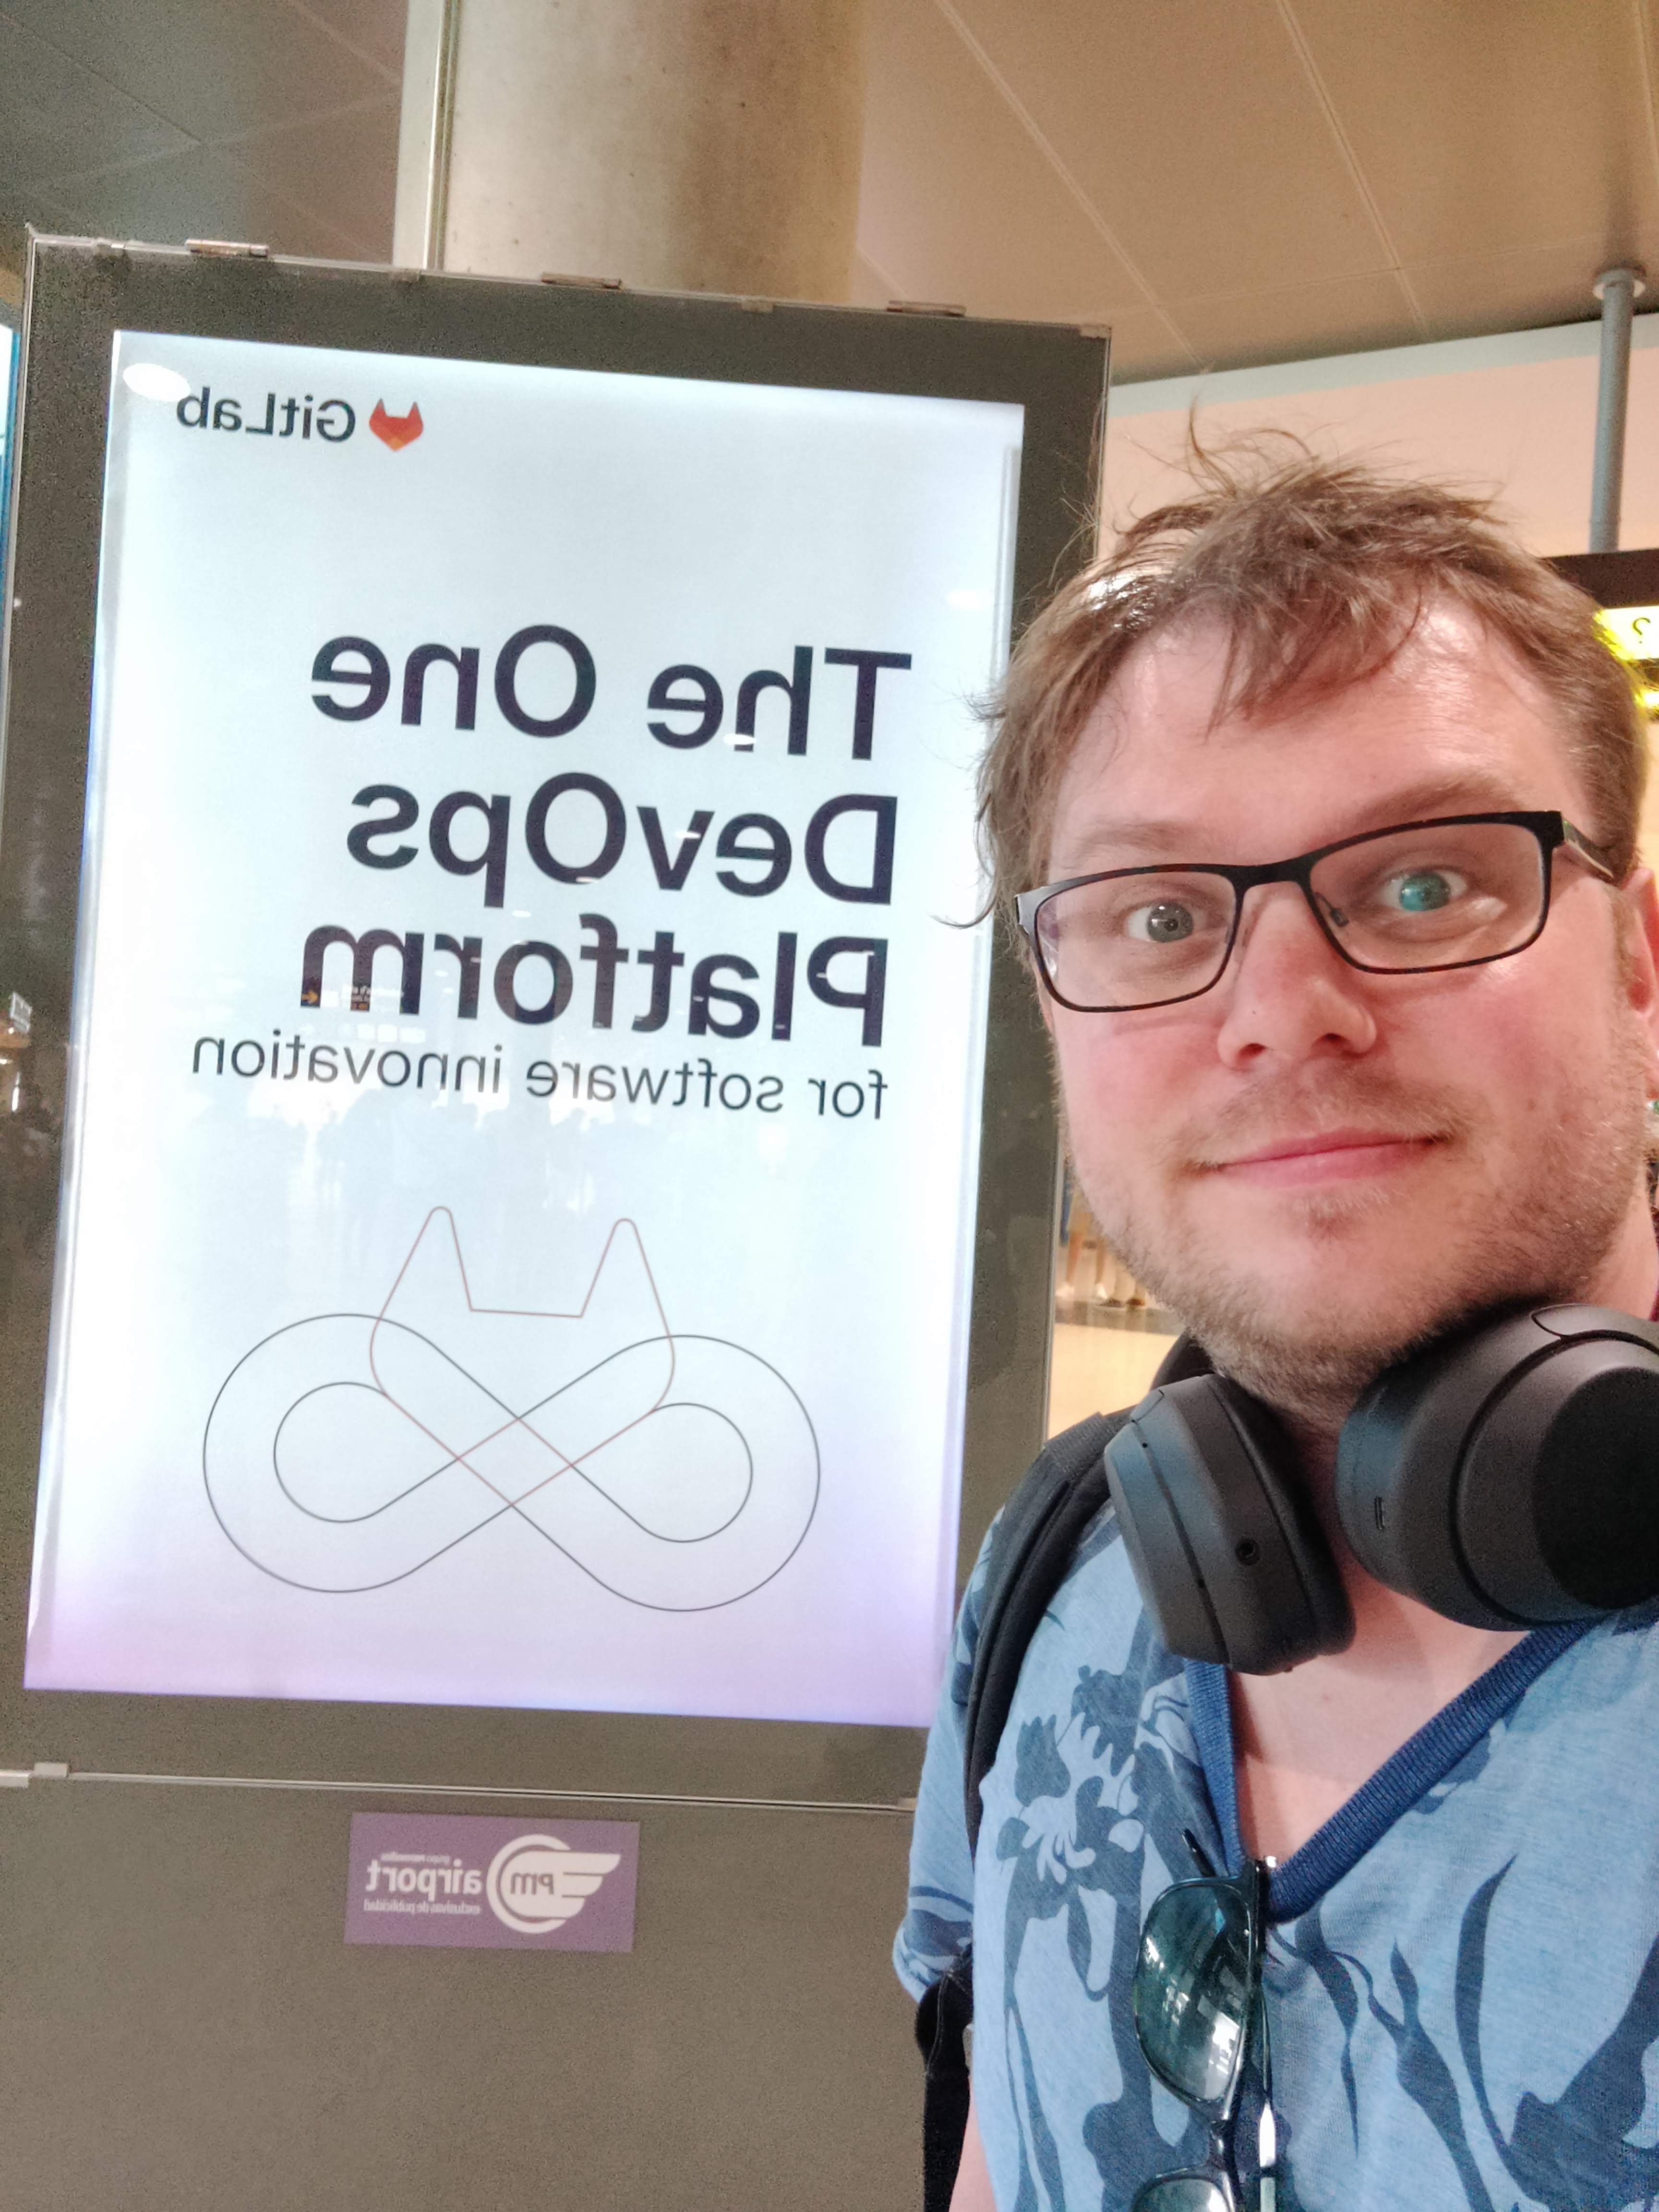 GitLab
The One
DevOps
Platform
for software innovation
PM
airport
exclusivas de publicidad
?